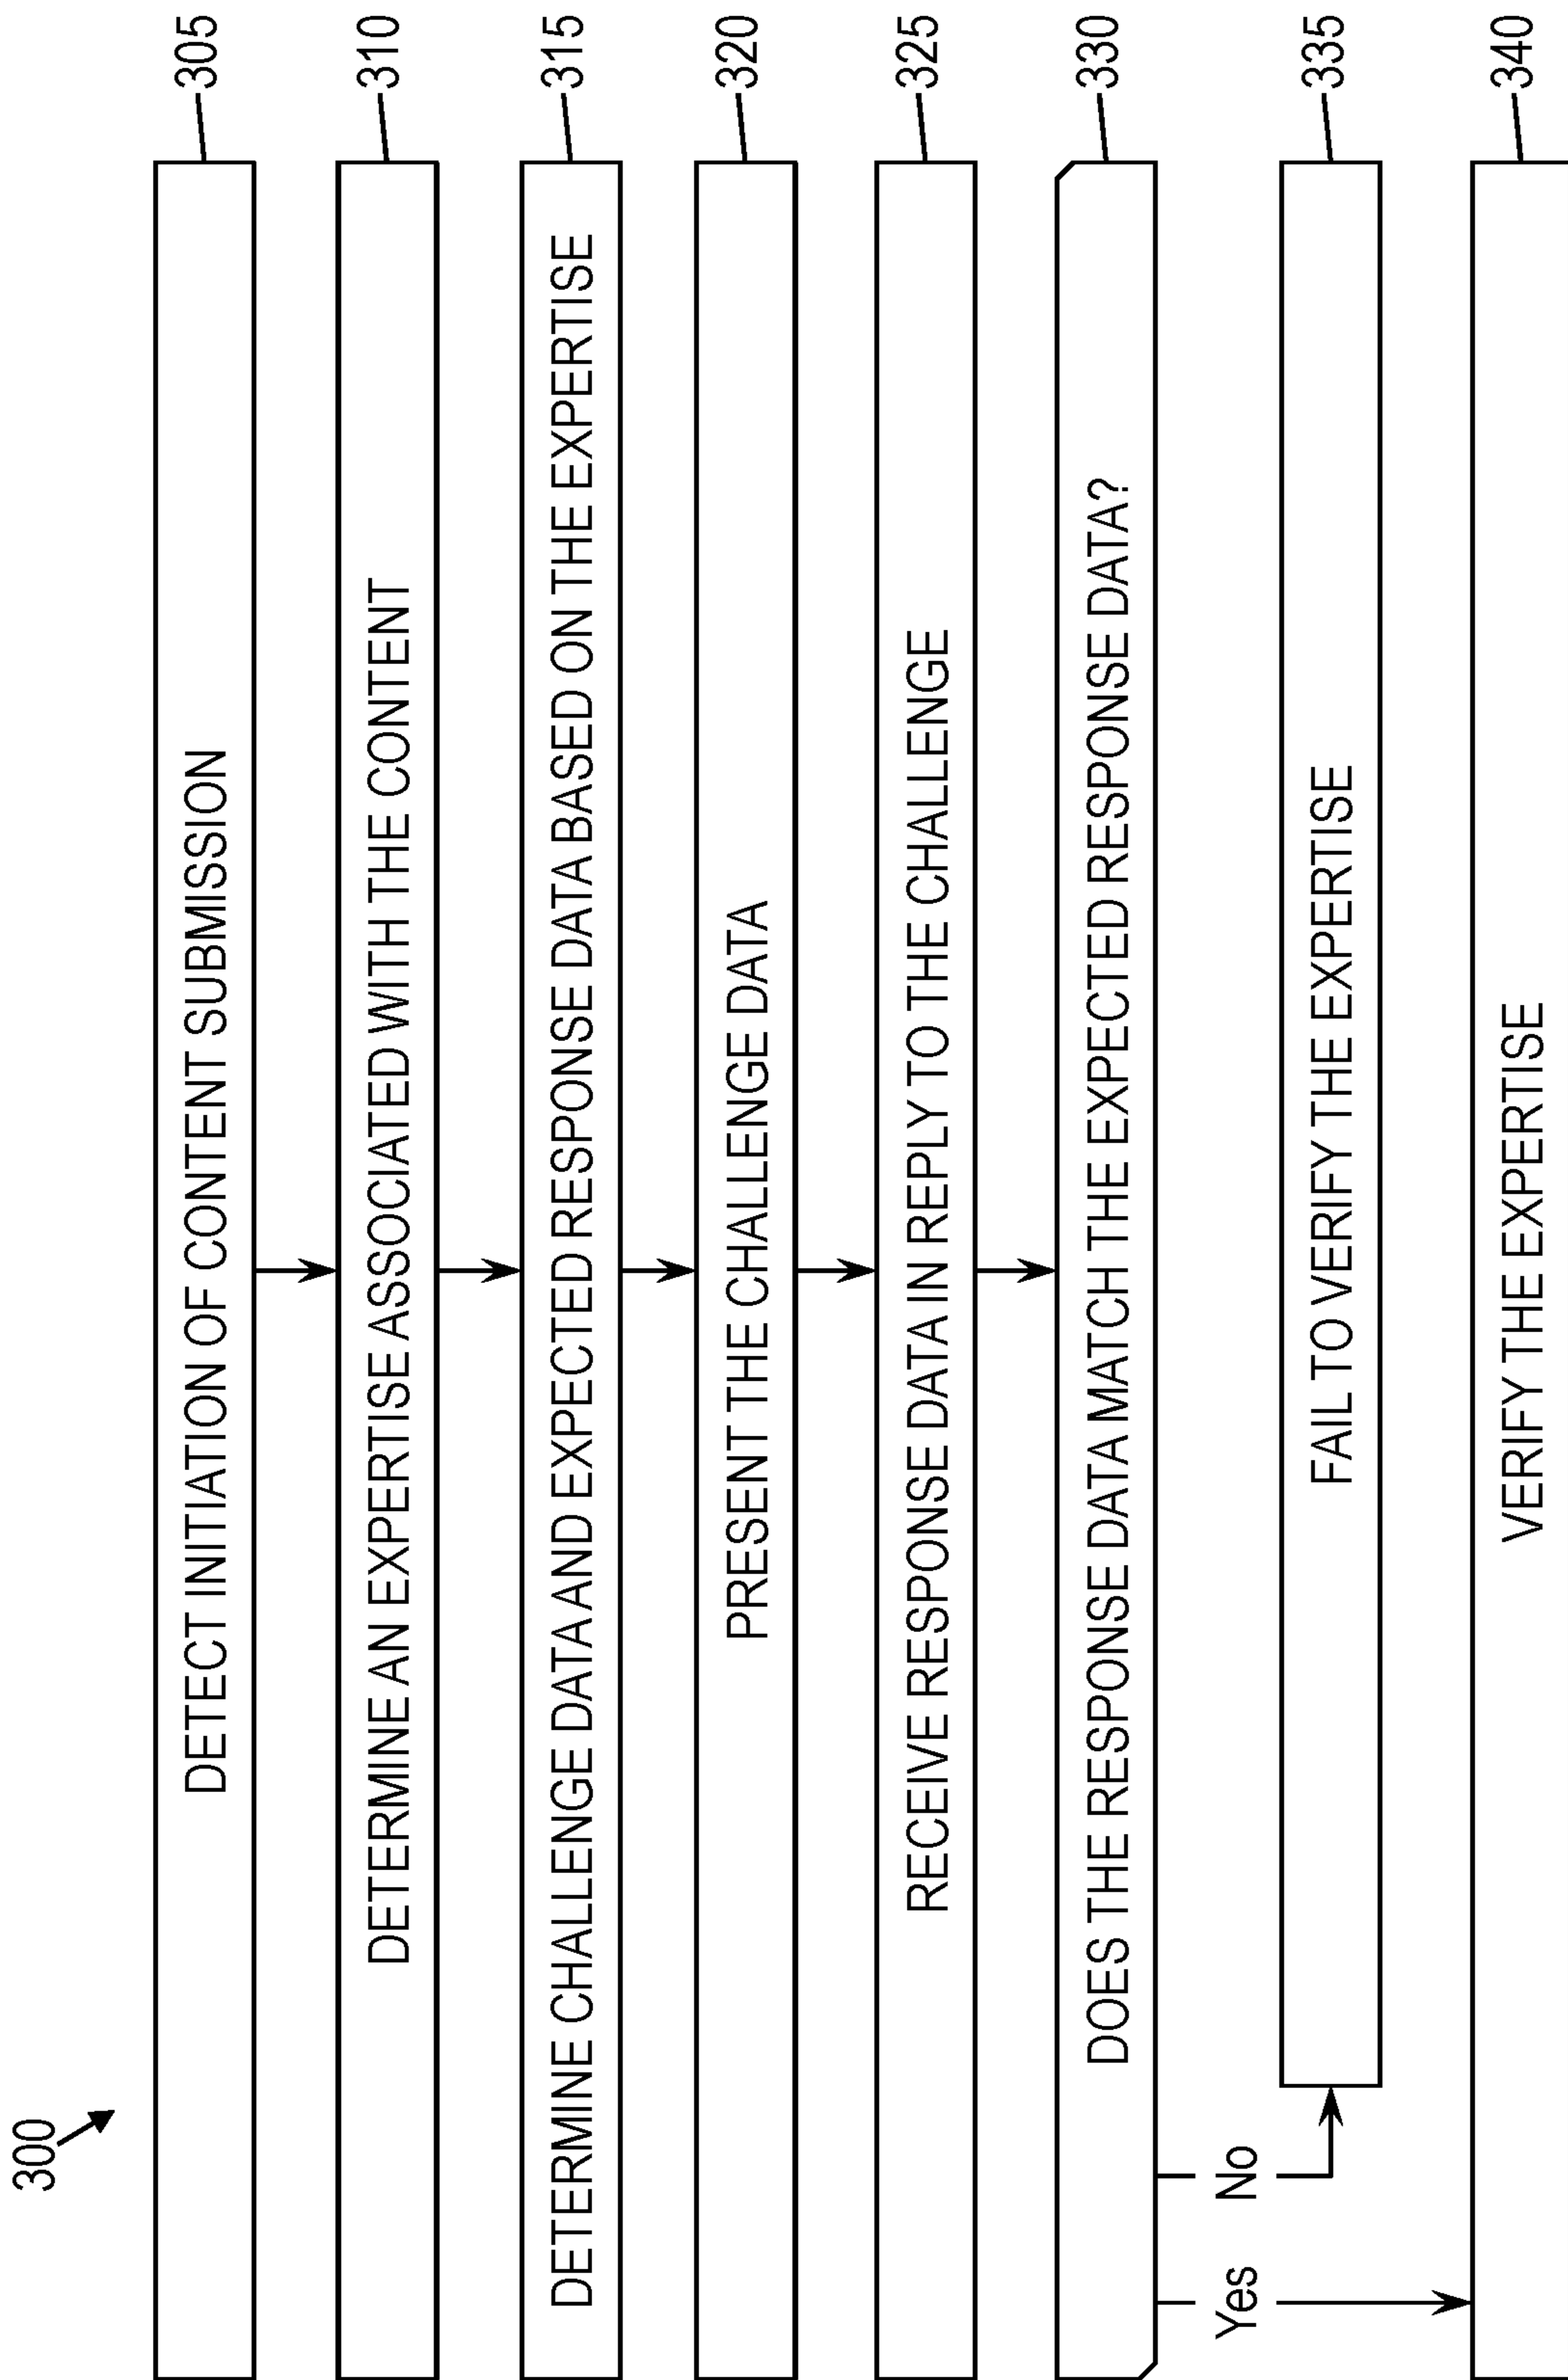 300
DETECT INITIATION OF CONTENT SUBMISSION
305
DETERMINE AN EXPERTISE ASSOCIATED WITH THE CONTENT
310
DETERMINE CHALLENGE DATA AND EXPECTED RESPONSE DATA BASED ON THE EXPERTISE
315
PRESENT THE CHALLENGE DATA
320
RECEIVE RESPONSE DATA IN REPLY TO THE CHALLENGE
325
DOES THE RESPONSE DATA MATCH THE EXPECTED RESPONSE DATA?
330
Yes
No
FAIL TO VERIFY THE EXPERTISE
335
VERIFY THE EXPERTISE
340